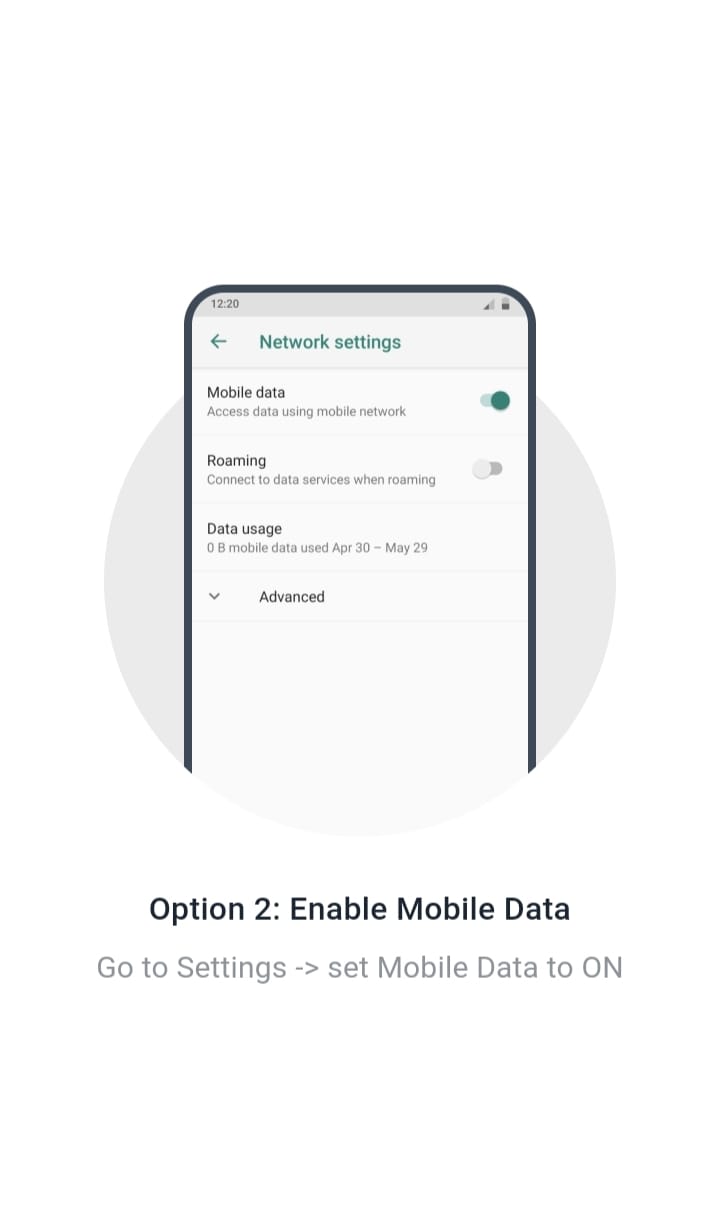 12:20
Network settings
Mobile data
Access data using mobile network
Roaming
Connect to data services when roaming
Data usage
0 B mobile data used Apr 30 – May 29
Advanced
Option 2: Enable Mobile Data
Go to Settings -> set Mobile Data to ON